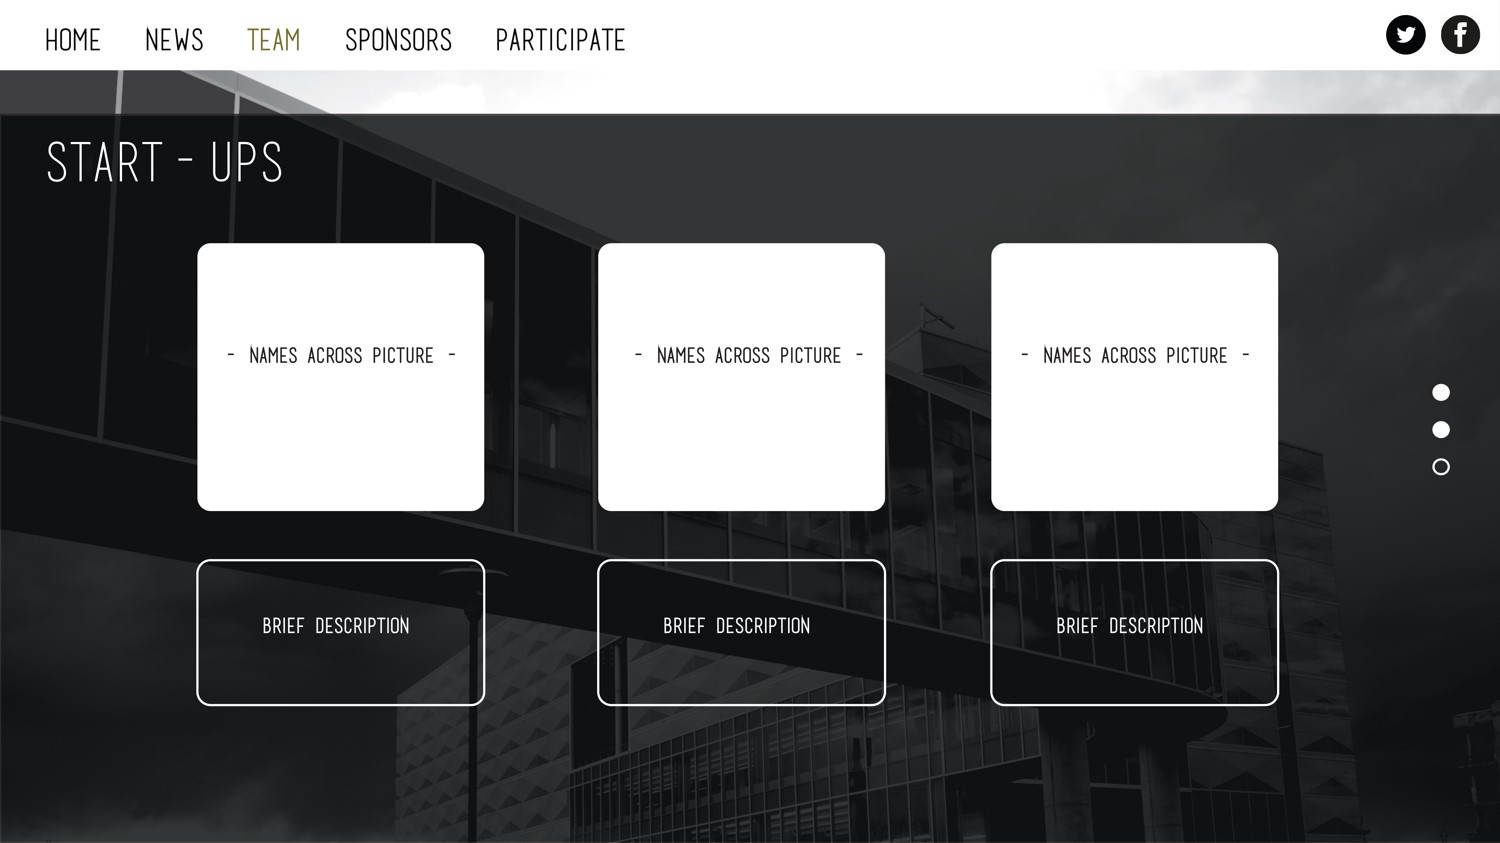 HOME NEWS TEAM SPONSORS PARTICIPATE
START - UPS
- NAMES ACROSS PICTURE -
- NAMES ACROSS PICTURE -
- NAMES ACROSS PICTURE -
BRIEF DESCRIPTION
BRIEF DESCRIPTION
BRIEF DESCRIPTION